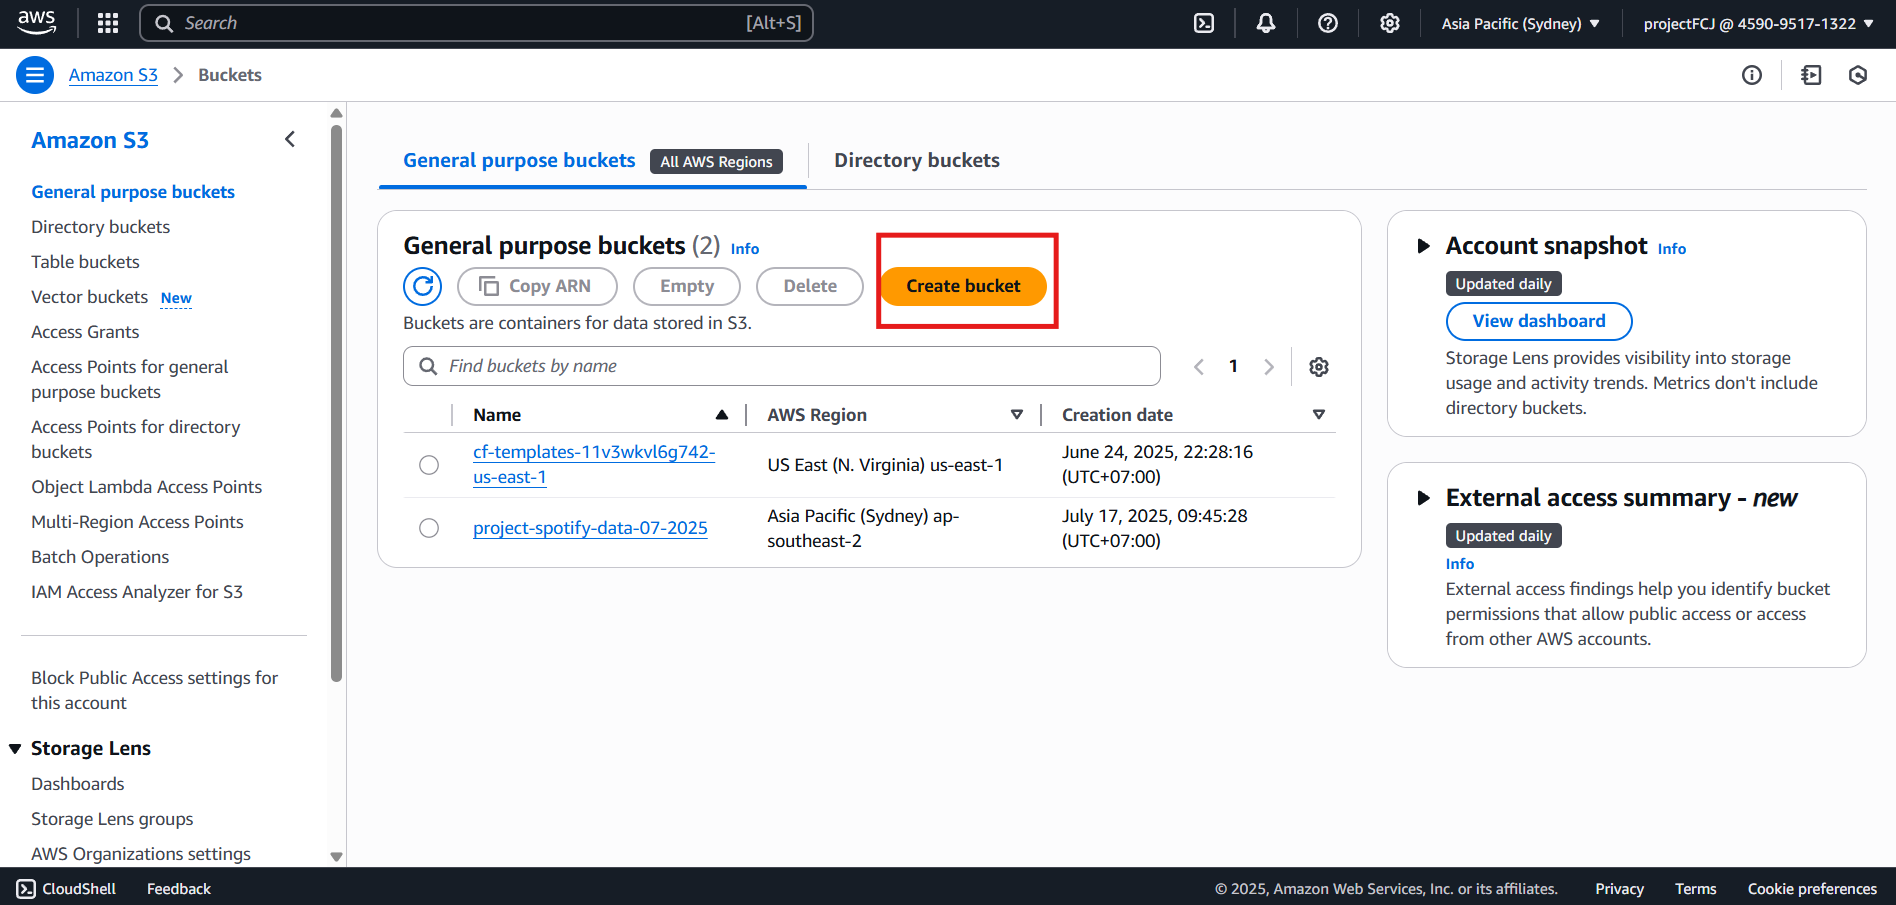 aws
Search [Alt+S]
Asia Pacific (Sydney)
projectFCJ @ 4590-9517-1322
Amazon S3
Buckets
Amazon S3
General purpose buckets
Directory buckets
Table buckets
Vector buckets New
Access Grants
Access Points for general
purpose buckets
Access Points for directory
buckets
Object Lambda Access Points
Multi-Region Access Points
Batch Operations
IAM Access Analyzer for S3
Block Public Access settings for
this account
Storage Lens
Dashboards
Storage Lens groups
AWS Organizations settings
General purpose buckets All AWS Regions
Directory buckets
General purpose buckets (2) Info
Copy ARN
Empty
Delete
Create bucket
Buckets are containers for data stored in S3.
Find buckets by name
1
Name AWS Region Creation date
cf-templates-11v3wkvl6g742-
us-east-1
US East (N. Virginia) us-east-1
June 24, 2025, 22:28:16
(UTC+07:00)
project-spotify-data-07-2025
Asia Pacific (Sydney) ap-
southeast-2
July 17, 2025, 09:45:28
(UTC+07:00)
Account snapshot Info
Updated daily
View dashboard
Storage Lens provides visibility into storage
usage and activity trends. Metrics don't include
directory buckets.
External access summary - new
Updated daily
Info
External access findings help you identify bucket
permissions that allow public access or access
from other AWS accounts.
CloudShell
Feedback
© 2025, Amazon Web Services, Inc. or its affiliates.
Privacy
Terms
Cookie preferences